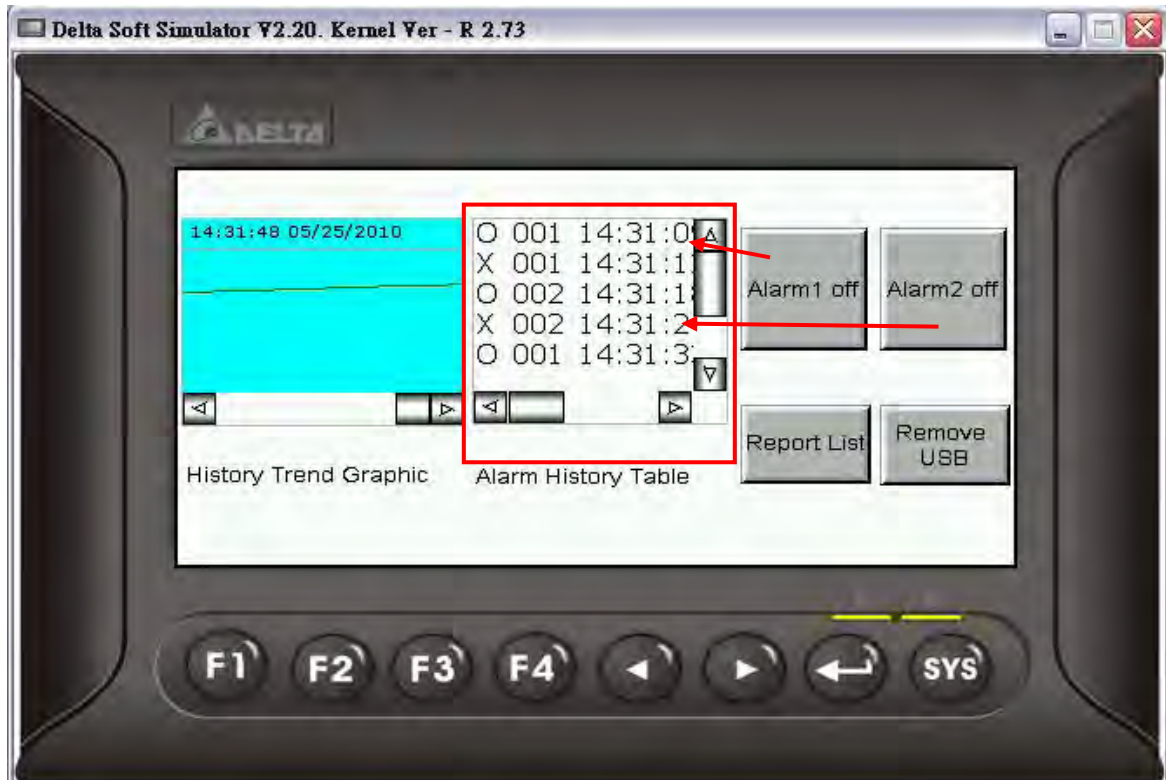 Delta Soft Simulator V2.20. Kernel Ver - R 2.73
DELTA
14:31:48 05/25/2010
O 001 14:31:0
X 001 14:31:1
O 002 14:31:18
X 002 14:31:2
O 001 14:31:3
Alarm1 off
Alarm2 off
Report List
Remove
USB
History Trend Graphic
Alarm History Table
F1
F2
F3
F4
SYS